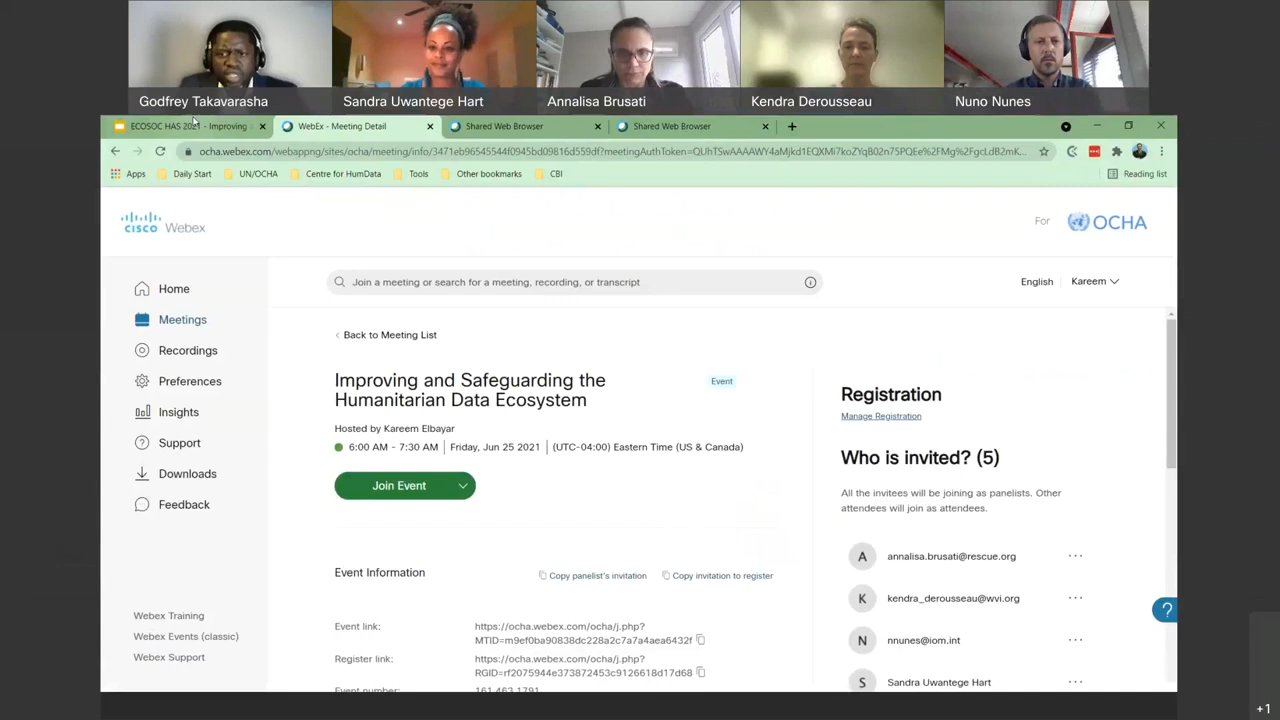 Godfrey Takavarasha
Sandra Uwantege Hart
Annalisa Brusati
Kendra Derousseau
Nuno Nunes
ECOSOC HAS 2021 - Improving
WebEx - Meeting Detail
Shared Web Browser
Shared Web Browser
Apps
Daily Start
UN/OCHA
Centre for HumData
Tools
Other bookmarks
CBI
Reading list
CISCO Webex
For
OCHA
Join a meeting or search for a meeting, recording, or transcript
English
Kareem
Home
Meetings
Recordings
Preferences
Insights
Support
Downloads
Feedback
Webex Training
Webex Events (classic)
Webex Support
Back to Meeting List
Improving and Safeguarding the
Humanitarian Data Ecosystem
Event
Hosted by Kareem Elbayar
6:00 AM - 7:30 AM | Friday, Jun 25 2021 | (UTC-04:00) Eastern Time (US & Canada)
Join Event
Event Information
Copy panelist's invitation
Copy invitation to register
Event link:
https://ocha.webex.com/ocha/j.php?
MTID=m9ef0ba90838dc228a2c7a7a4aea6432f
Register link:
https://ocha.webex.com/ocha/j.php?
RGID=rf2075944e373872453c9126618d17d68
Event number:
161 463 1791
Registration
Manage Registration
Who is invited? (5)
All the invitees will be joining as panelists. Other
attendees will join as attendees.
A
annalisa.brusati@rescue.org
K
kendra_derousseau@wvi.org
N
nnunes@iom.int
S
Sandra Uwantege Hart
?
+1